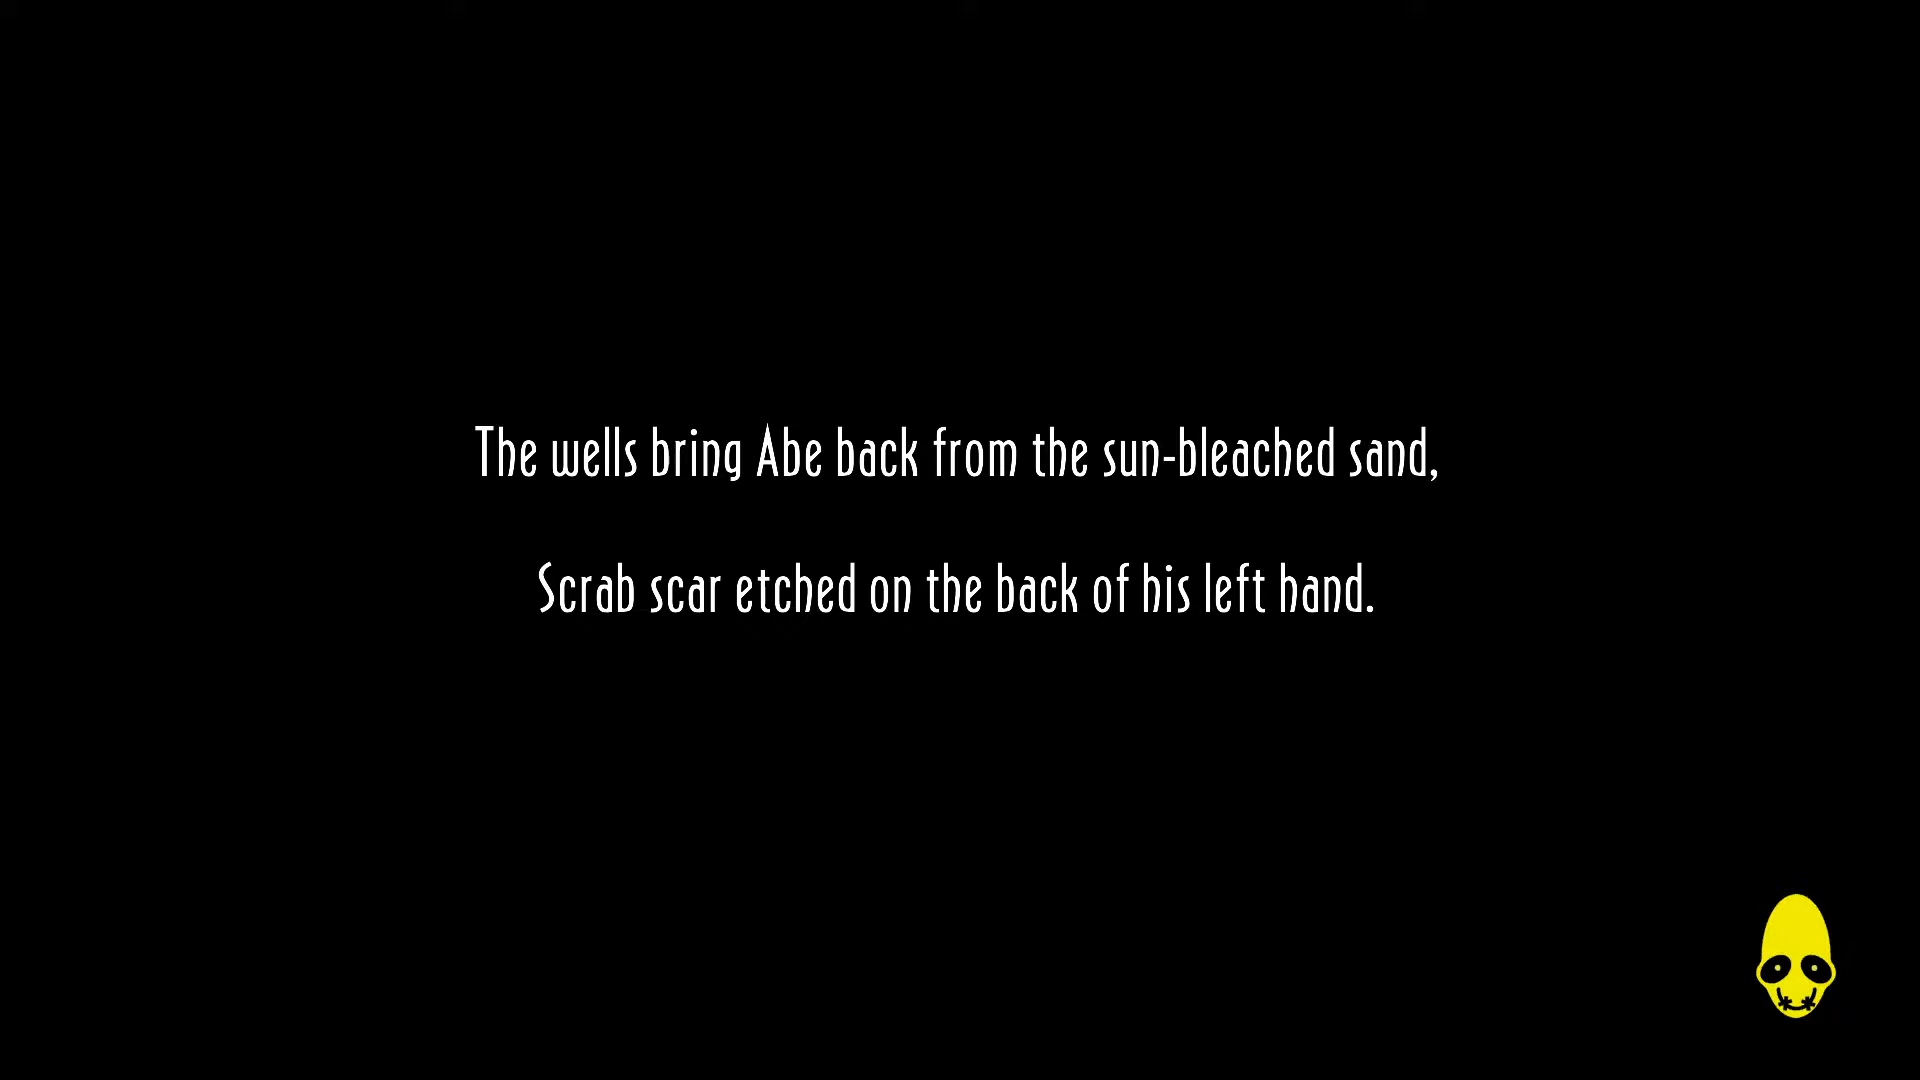 The wells bring Abe back from the sun-bleached sand,
Scrab scar etched on the back of his left hand.